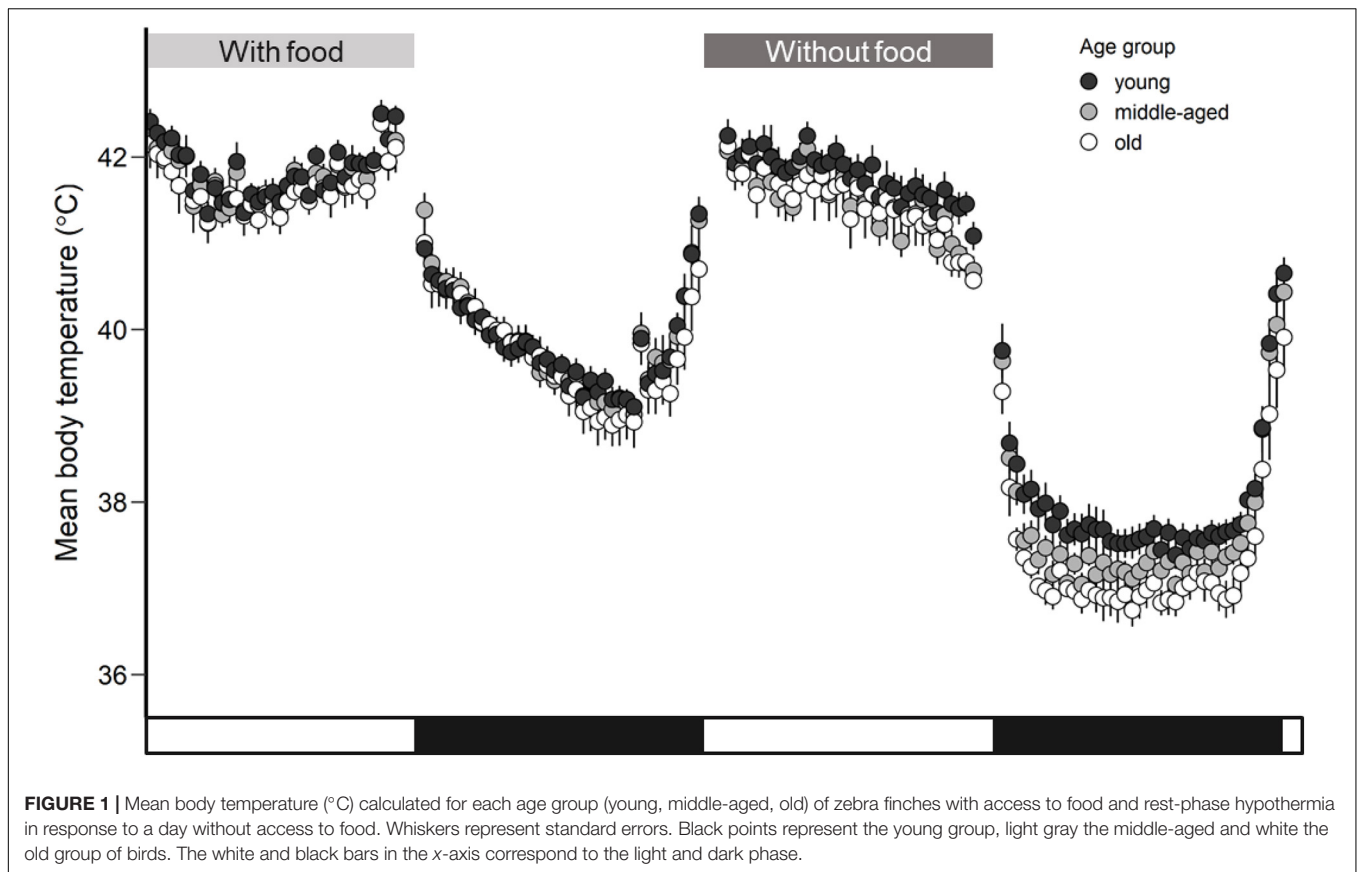 With food
Without food
Age group
young
middle-aged
old
42
40
38
36
Mean body temperature (°C)
FIGURE 1 | Mean body temperature (°C) calculated for each age group (young, middle-aged, old) of zebra finches with access to food and rest-phase hypothermia
in response to a day without access to food. Whiskers represent standard errors. Black points represent the young group, light gray the middle-aged and white the
old group of birds. The white and black bars in the x-axis correspond to the light and dark phase.